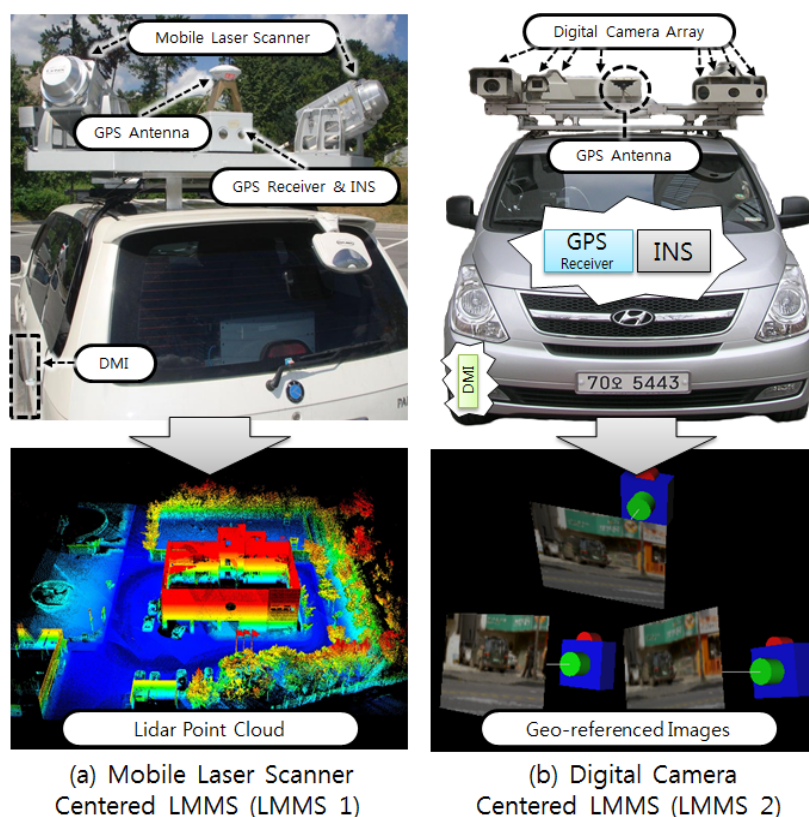 Mobile Laser Scanner
GPS Antenna
GPS Receiver & INS
DMI
Lidar Point Cloud
(a) Mobile Laser Scanner
Centered LMMS (LMMS 1)
Digital Camera Array
GPS Antenna
GPS
Receiver
INS
DMI
70오 5443
Geo-referenced Images
(b) Digital Camera
Centered LMMS (LMMS 2)